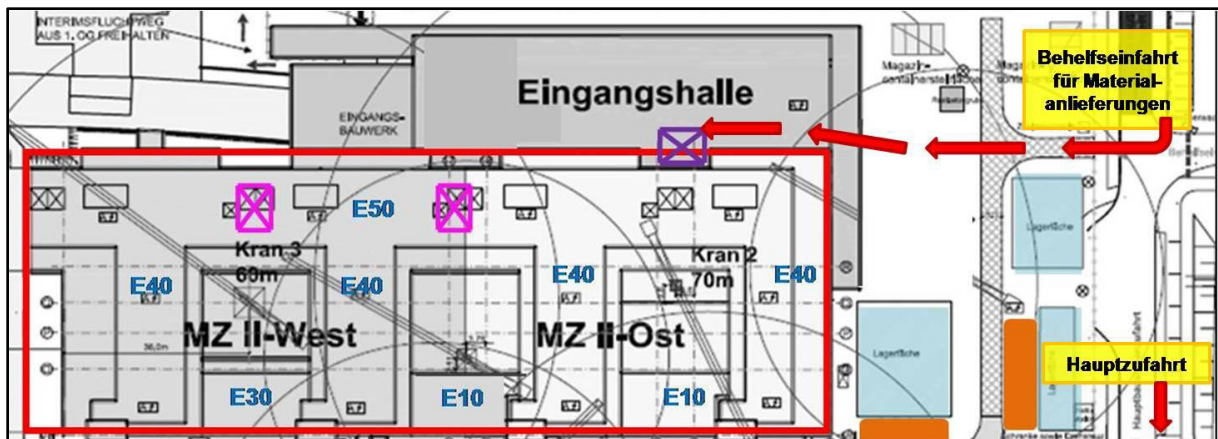 INTERIMSFLUCHTWEG
AUS 1. OG FREIHALTEN
Eingangshalle
EINGANGS-
BAUWERK
Behelfseinfahrt
für Material-
anlieferungen
E50
Kran 3
60m
Kran 2
70m
E40
E40
E40
E40
MZ II-West
MZ II-Ost
E30
E10
E10
Lagerfläche
Lagerfläche
Lagerfläche
Hauptzufahrt